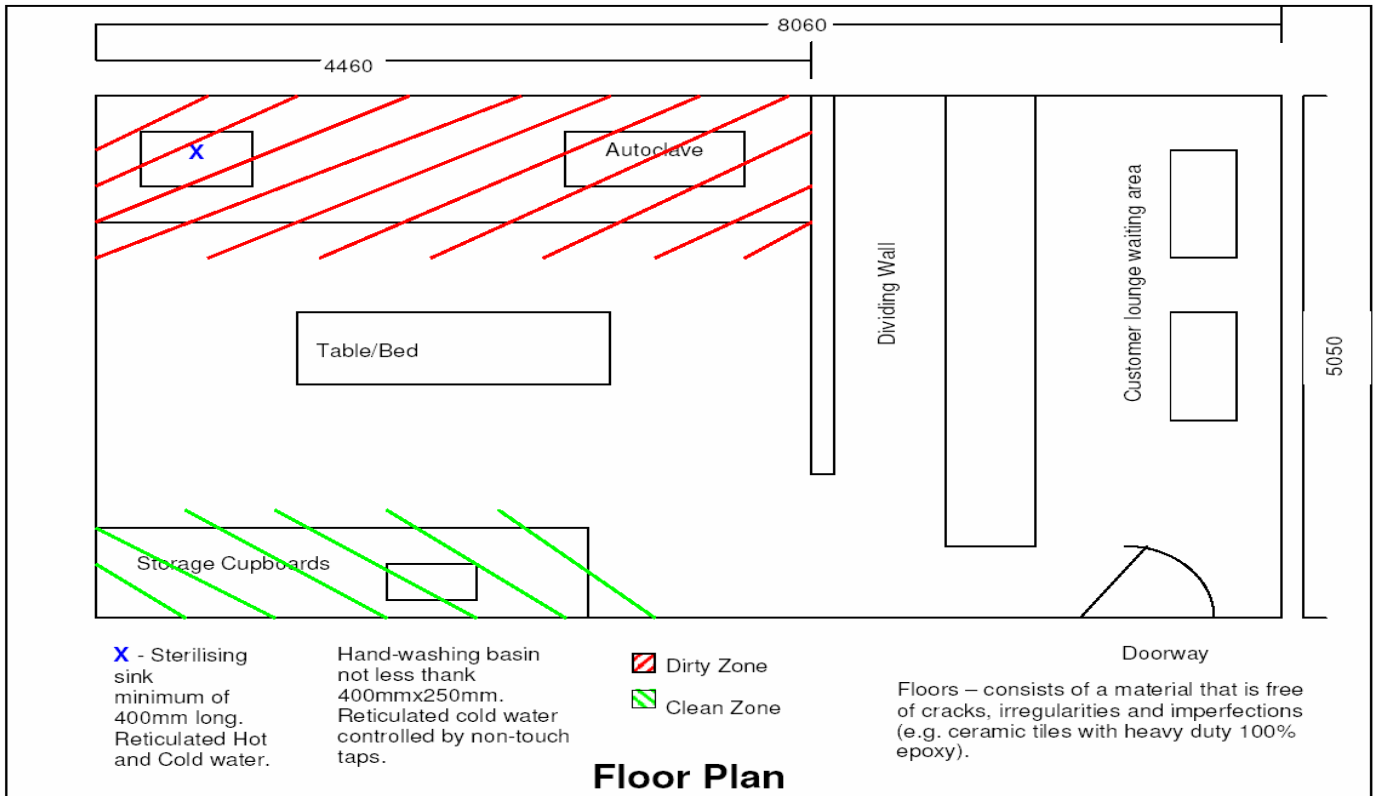 8060
4460
X
Autoclave
Dividing Wall
Customer lounge waiting area
5050
Table/Bed
Storage Cupboards
X - Sterilising
sink
minimum of
400mm long.
Reticulated Hot
and Cold water.
Hand-washing basin
not less thank
400mmx250mm.
Reticulated cold water
controlled by non-touch
taps.
Dirty Zone
Clean Zone
Doorway
Floors – consists of a material that is free
of cracks, irregularities and imperfections
(e.g. ceramic tiles with heavy duty 100%
epoxy).
Floor Plan